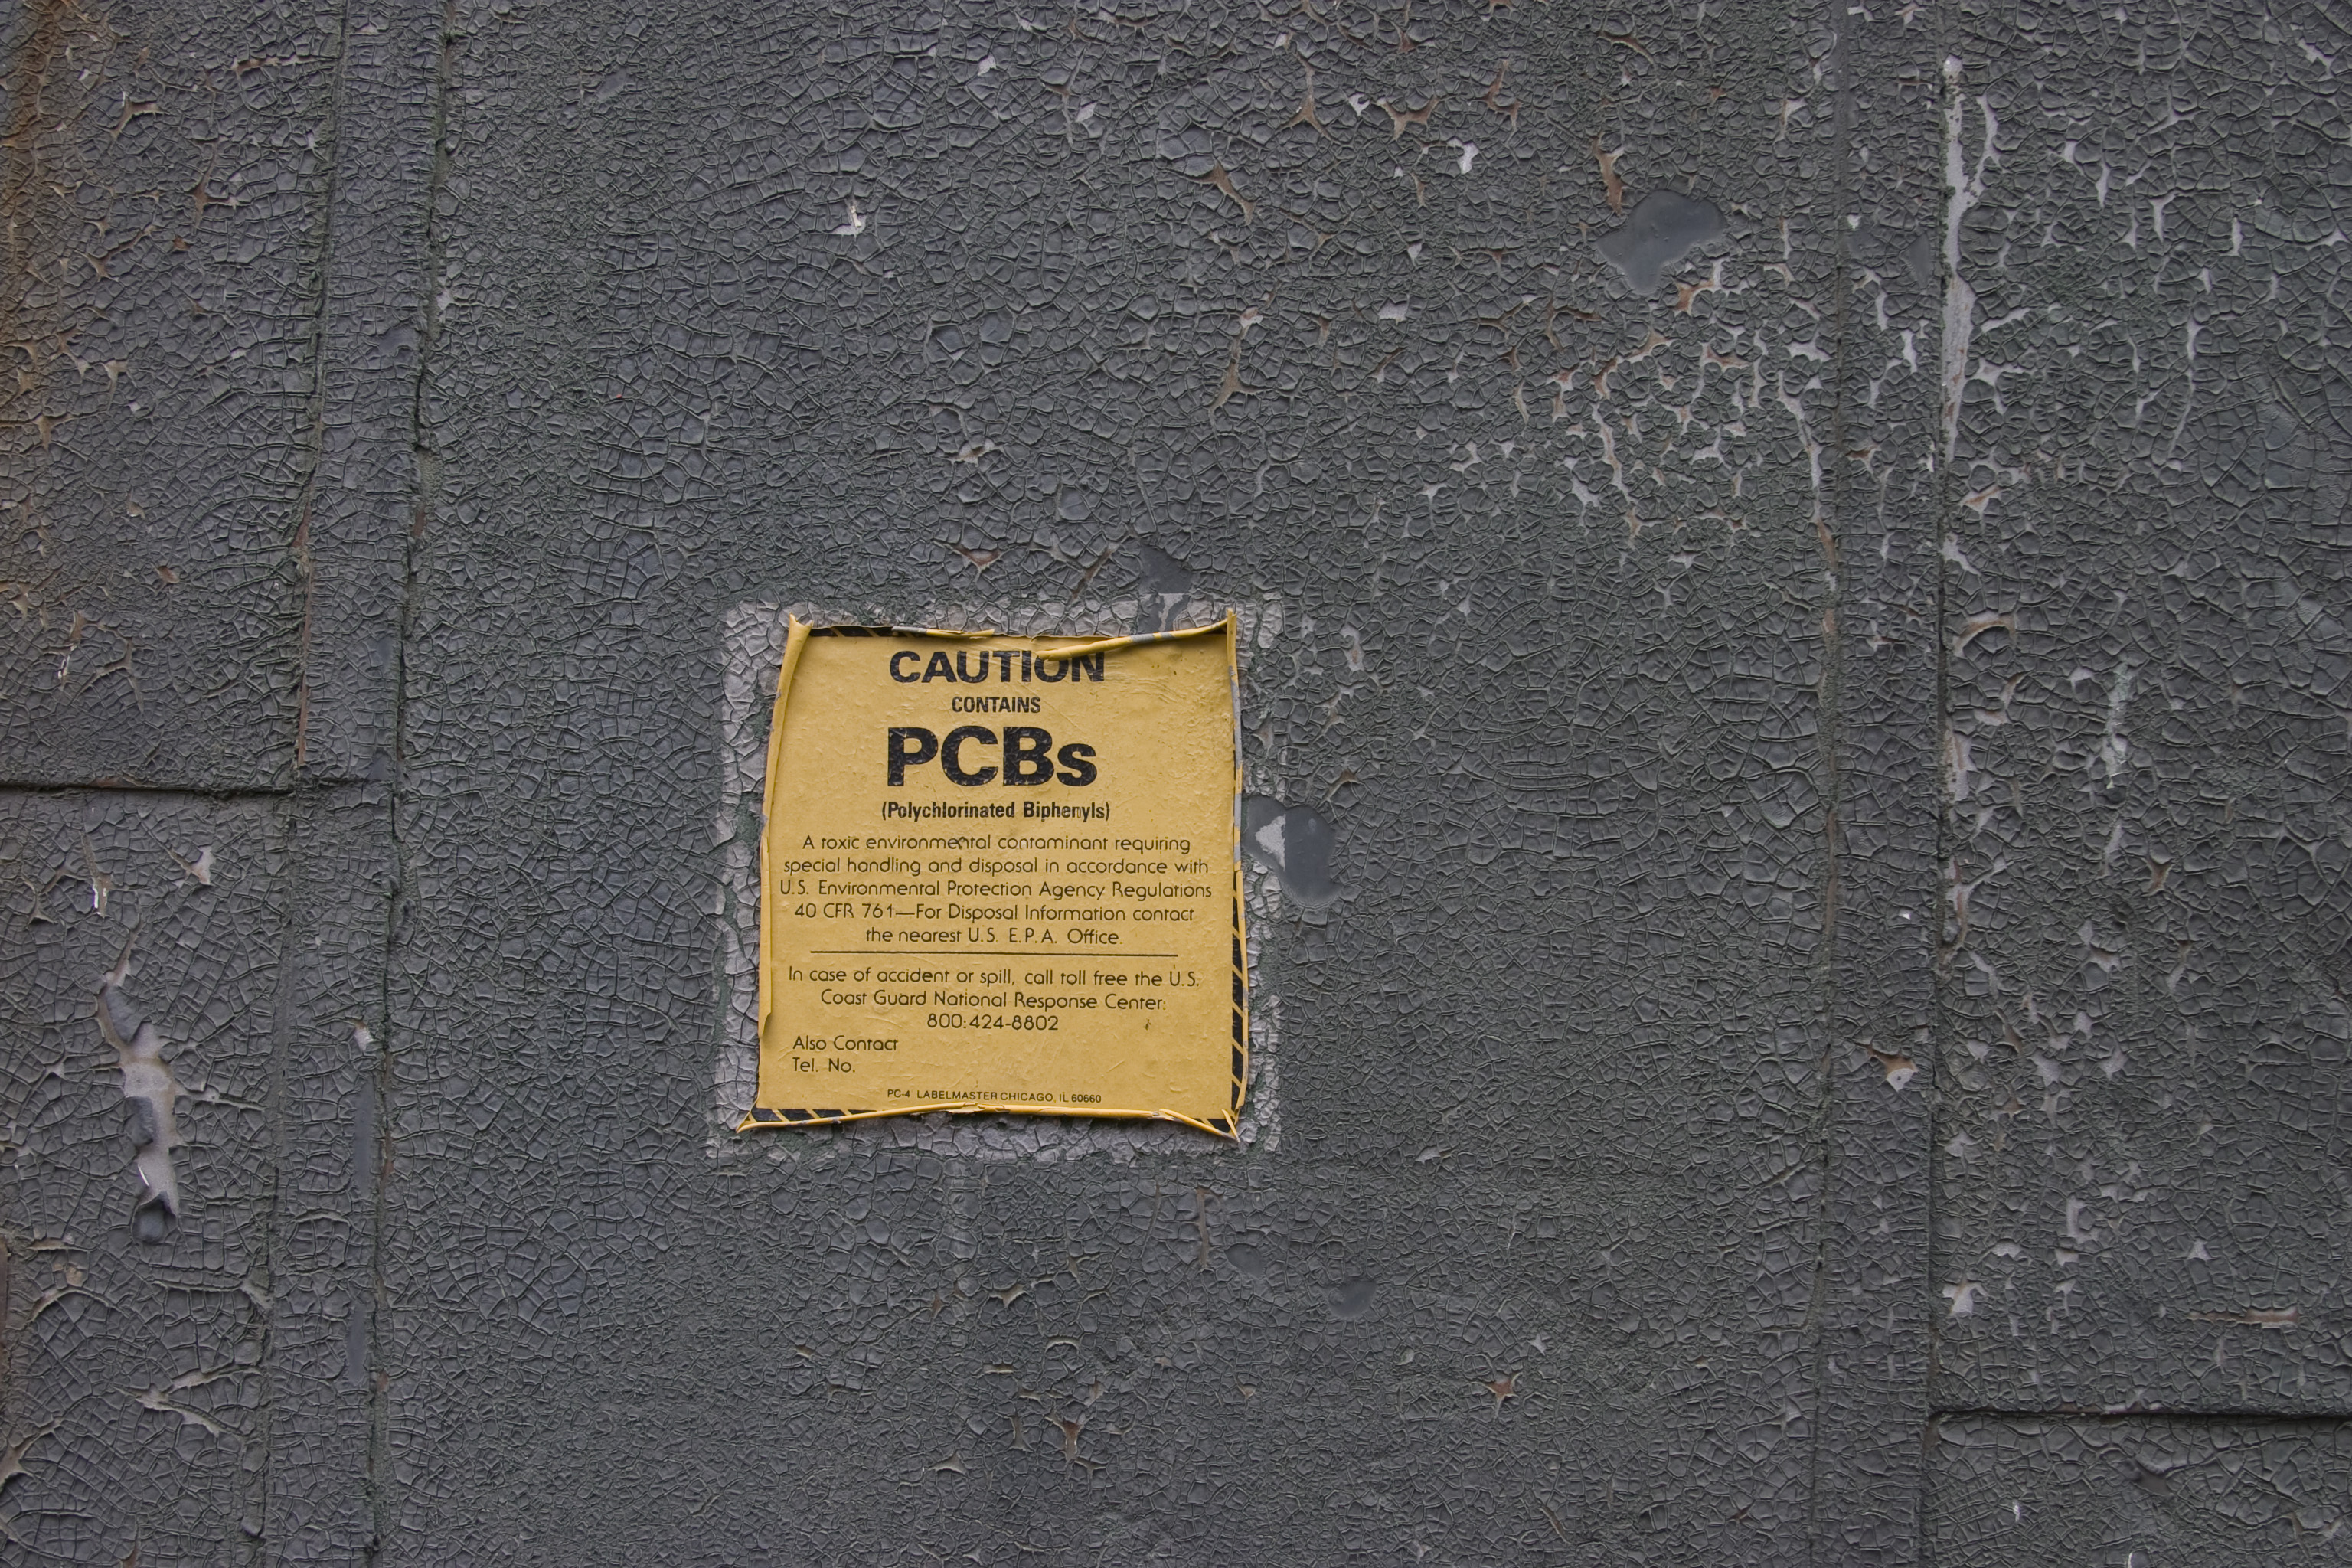 CAUTION
CONTAINS
PCBs
(Polychlorinated Biphenyls)
A toxic environmental contaminant requiring
special handling and disposal in accordance with
U.S. Environmental Protection Agency Regulations
40 CFR 761—For Disposal Information contact
the nearest U.S. E.P.A. Office.
In case of accident or spill, call toll free the U.S.
Coast Guard National Response Center:
800:424-8802
Also Contact
Tel. No.
PC-4 LABELMASTER CHICAGO, IL 60660